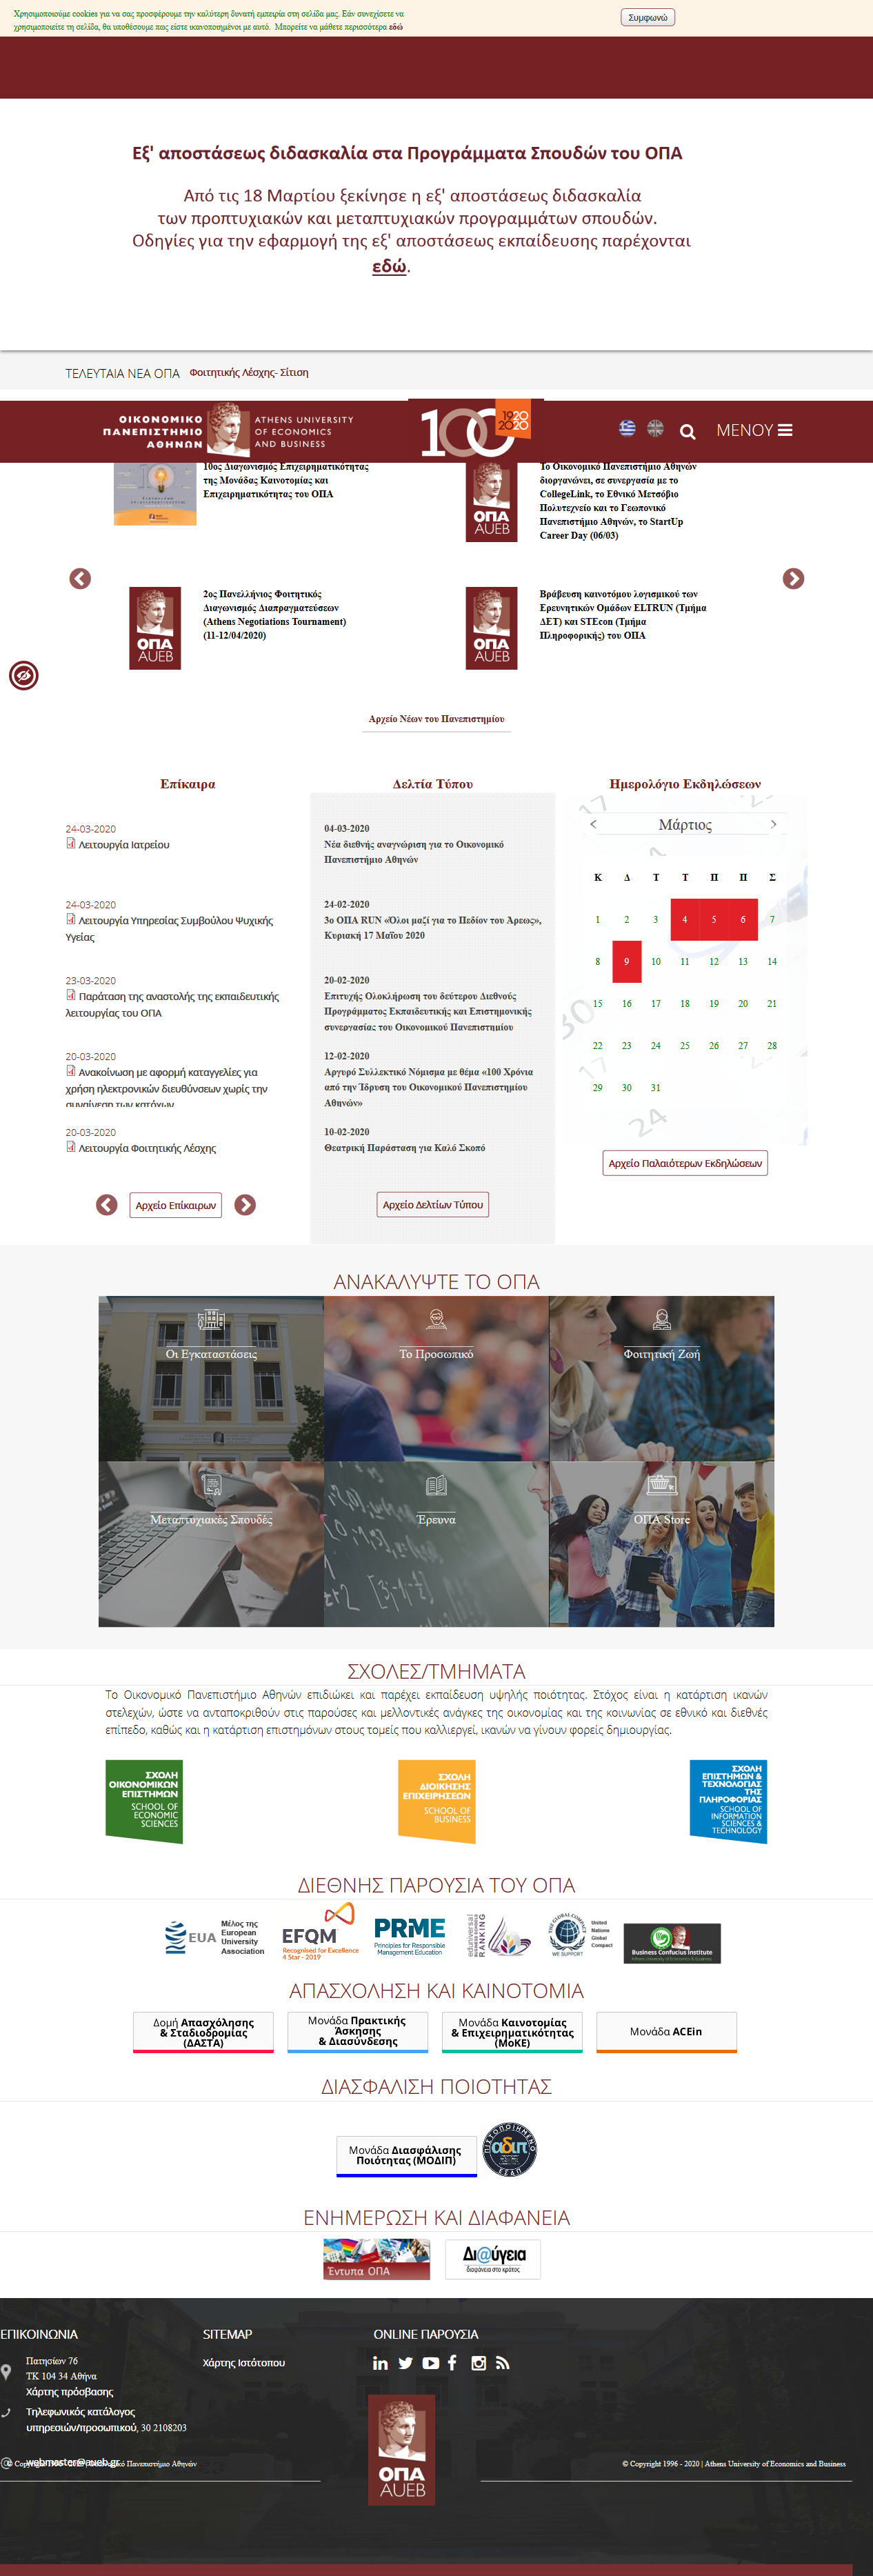 Χρησιμοποιούμε cookies για να σας προσφέρουμε την καλύτερη δυνατή εμπειρία στη σελίδα μας. Εάν συνεχίσετε να
χρησιμοποιείτε τη σελίδα, θα υποθέσουμε πως είστε ικανοποιημένοι με αυτό. Μπορείτε να μάθετε περισσότερα εδώ
Συμφωνώ
Εξ' αποστάσεως διδασκαλία στα Προγράμματα Σπουδών του ΟΠΑ
Από τις 18 Μαρτίου ξεκίνησε η εξ' αποστάσεως διδασκαλία
των προπτυχιακών και μεταπτυχιακών προγραμμάτων σπουδών.
Οδηγίες για την εφαρμογή της εξ' αποστάσεως εκπαίδευσης παρέχονται
εδώ.
ΤΕΛΕΥΤΑΙΑ ΝΕΑ ΟΠΑ Φοιτητικής Λέσχης- Σίτιση
ΟΙΚΟΝΟΜΙΚΟ
ΠΑΝΕΠΙΣΤΗΜΙΟ
ΑΘΗΝΩΝ
ATHENS UNIVERSITY
OF ECONOMICS
AND BUSINESS
100
1920
2020
ΜΕΝΟΥ
10ος Διαγωνισμός Επιχειρηματικότητας
της Μονάδας Καινοτομίας και
Επιχειρηματικότητας του ΟΠΑ
ΟΠΑ
AUEB
Το Οικονομικό Πανεπιστήμιο Αθηνών
διοργανώνει, σε συνεργασία με το
CollegeLink, το Εθνικό Μετσόβιο
Πολυτεχνείο και το Γεωπονικό
Πανεπιστήμιο Αθηνών, το StartUp
Career Day (06/03)
ΟΠΑ
AUEB
2ος Πανελλήνιος Φοιτητικός
Διαγωνισμός Διαπραγματεύσεων
(Athens Negotiations Tournament)
(11-12/04/2020)
ΟΠΑ
AUEB
Βράβευση καινοτόμου λογισμικού των
Ερευνητικών Ομάδων ELTRUN (Τμήμα
ΔΕΤ) και STEcon (Τμήμα
Πληροφορικής) του ΟΠΑ
Αρχείο Νέων του Πανεπιστημίου
Επίκαιρα
24-03-2020
Λειτουργία Ιατρείου
24-03-2020
Λειτουργία Υπηρεσίας Συμβούλου Ψυχικής
Υγείας
23-03-2020
Παράταση της αναστολής της εκπαιδευτικής
λειτουργίας του ΟΠΑ
20-03-2020
Ανακοίνωση με αφορμή καταγγελίες για
χρήση ηλεκτρονικών διευθύνσεων χωρίς την
συναίνεση των κατόχων
20-03-2020
Λειτουργία Φοιτητικής Λέσχης
Αρχείο Επίκαιρων
Δελτία Τύπου
04-03-2020
Νέα διεθνής αναγνώριση για το Οικονομικό
Πανεπιστήμιο Αθηνών
24-02-2020
3ο ΟΠΑ RUN «Όλοι μαζί για το Πεδίον του Άρεως»,
Κυριακή 17 Μαΐου 2020
20-02-2020
Επιτυχής Ολοκλήρωση του δεύτερου Διεθνούς
Προγράμματος Εκπαιδευτικής και Επιστημονικής
συνεργασίας του Οικονομικού Πανεπιστημίου
12-02-2020
Αργυρό Συλλεκτικό Νόμισμα με θέμα «100 Χρόνια
από την Ίδρυση του Οικονομικού Πανεπιστημίου
Αθηνών»
10-02-2020
Θεατρική Παράσταση για Καλό Σκοπό
Αρχείο Δελτίων Τύπου
Ημερολόγιο Εκδηλώσεων
Μάρτιος
Κ Δ Τ Τ Π Π Σ
1 2 3 4 5 6 7
8 9 10 11 12 13 14
15 16 17 18 19 20 21
22 23 24 25 26 27 28
29 30 31
Αρχείο Παλαιότερων Εκδηλώσεων
ΑΝΑΚΑΛΥΨΤΕ ΤΟ ΟΠΑ
Οι Εγκαταστάσεις
Το Προσωπικό
Φοιτητική Ζωή
Μεταπτυχιακές Σπουδές
Έρευνα
ΟΠΑ Store
ΣΧΟΛΕΣ/ΤΜΗΜΑΤΑ
Το Οικονομικό Πανεπιστήμιο Αθηνών επιδιώκει και παρέχει εκπαίδευση υψηλής ποιότητας. Στόχος είναι η κατάρτιση ικανών
στελεχών, ώστε να ανταποκριθούν στις παρούσες και μελλοντικές ανάγκες της οικονομίας και της κοινωνίας σε εθνικό και διεθνές
επίπεδο, καθώς και η κατάρτιση επιστημόνων στους τομείς που καλλιεργεί, ικανών να γίνουν φορείς δημιουργίας.
ΣΧΟΛΗ
ΟΙΚΟΝΟΜΙΚΩΝ
ΕΠΙΣΤΗΜΩΝ
SCHOOL OF
ECONOMIC
SCIENCES
ΣΧΟΛΗ
ΔΙΟΙΚΗΣΗΣ
ΕΠΙΧΕΙΡΗΣΕΩΝ
SCHOOL OF
BUSINESS
ΣΧΟΛΗ
ΕΠΙΣΤΗΜΩΝ &
ΤΕΧΝΟΛΟΓΙΑΣ
ΤΗΣ
ΠΛΗΡΟΦΟΡΙΑΣ
SCHOOL OF
INFORMATION
SCIENCES &
TECHNOLOGY
ΔΙΕΘΝΗΣ ΠΑΡΟΥΣΙΑ ΤΟΥ ΟΠΑ
EUA
Μέλος της
European
University
Association
EFQM
Recognised for Excellence
4 Star - 2019
PRME
Principles for Responsible
Management Education
eduniversal
RANKING
THE GLOBAL COMPACT
WE SUPPORT
United
Nations
Global
Compact
Business Confucius Institute
Athens University of Economics & Business
ΑΠΑΣΧΟΛΗΣΗ ΚΑΙ ΚΑΙΝΟΤΟΜΙΑ
Δομή Απασχόλησης
& Σταδιοδρομίας
(ΔΑΣΤΑ)
Μονάδα Πρακτικής
Άσκησης
& Διασύνδεσης
Μονάδα Καινοτομίας
& Επιχειρηματικότητας
(ΜοΚΕ)
Μονάδα ACEin
ΔΙΑΣΦΑΛΙΣΗ ΠΟΙΟΤΗΤΑΣ
Μονάδα Διασφάλισης
Ποιότητας (ΜΟΔΙΠ)
ΠΙΣΤΟΠΟΙΗΜΕΝΟ
αδιπ
ΕΣΔΠ
ΕΝΗΜΕΡΩΣΗ ΚΑΙ ΔΙΑΦΑΝΕΙΑ
Έντυπα ΟΠΑ
Δι@ύγεια
διαφάνεια στο κράτος
ΕΠΙΚΟΙΝΩΝΙΑ
Πατησίων 76
ΤΚ 104 34 Αθήνα
Χάρτης πρόσβασης
Τηλεφωνικός κατάλογος
υπηρεσιών/προσωπικού, 30 2108203
webmaster@aueb.gr
SITEMAP
Χάρτης Ιστότοπου
ONLINE ΠΑΡΟΥΣΙΑ
ΟΠΑ
AUEB
© Copyright 1996 - 2020 | Athens University of Economics and Business